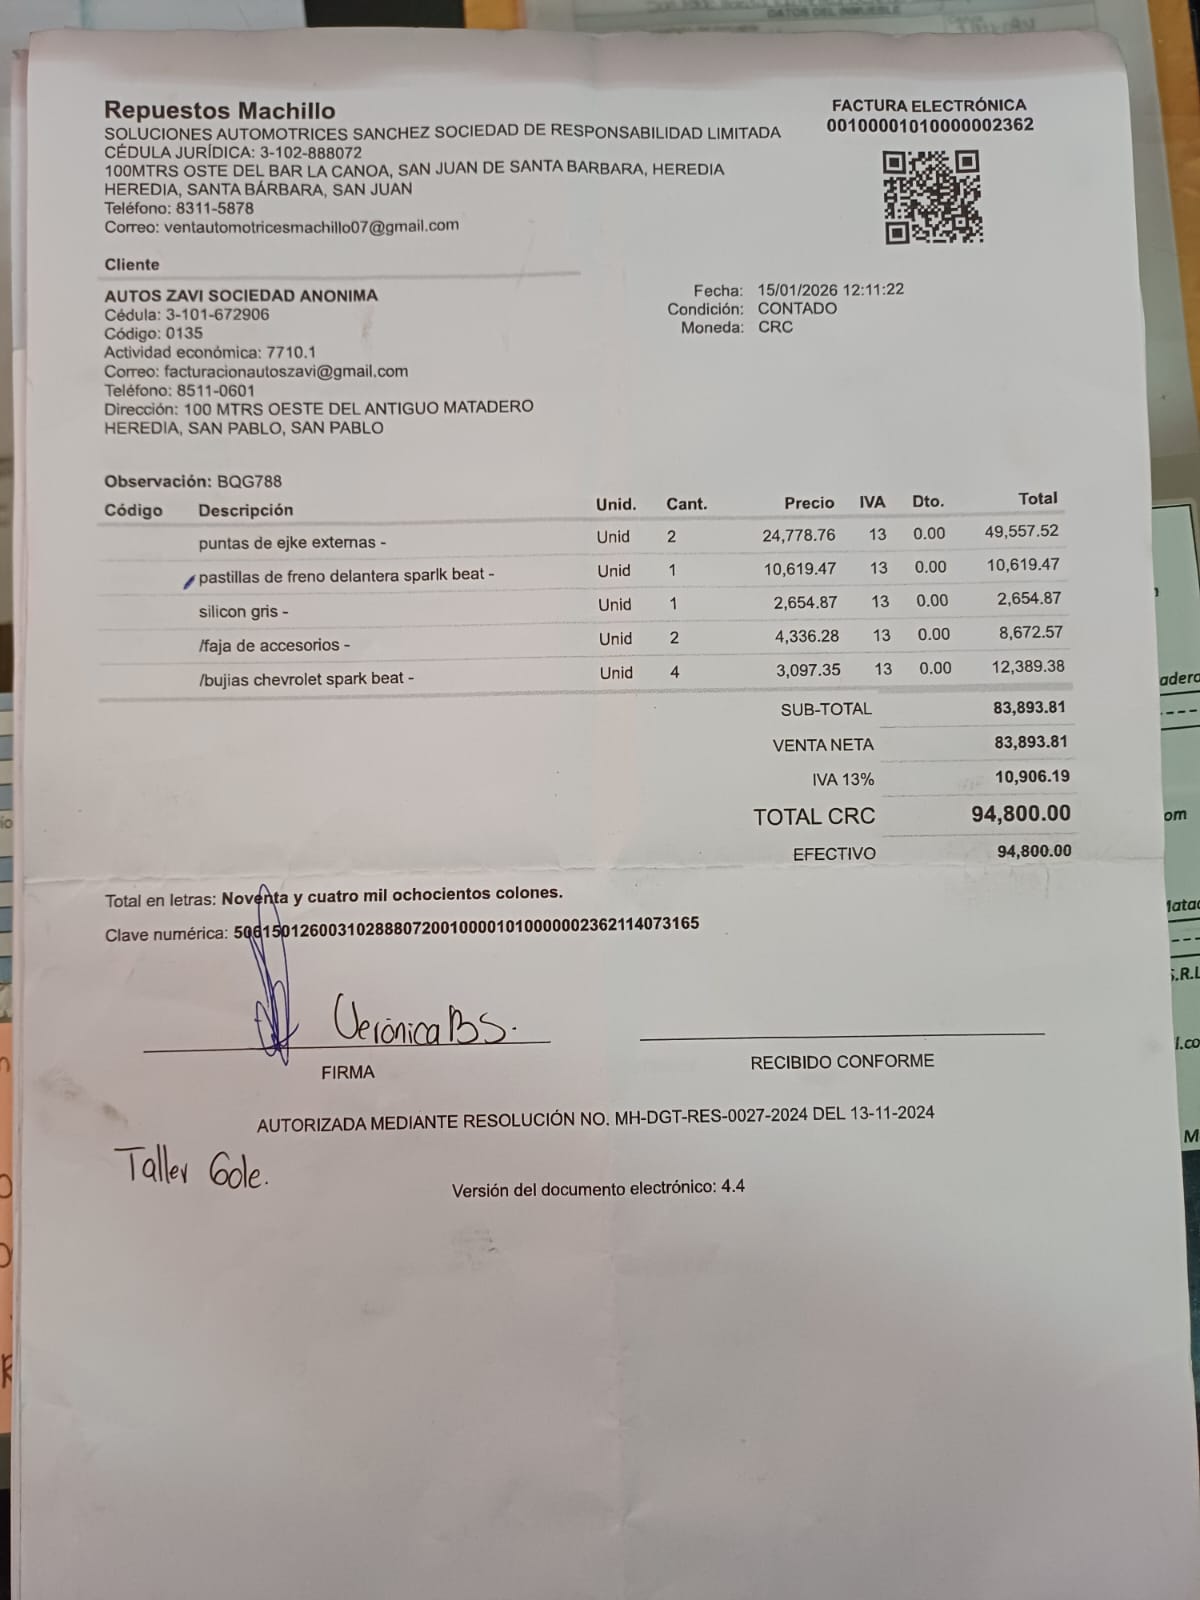 Repuestos Machillo
SOLUCIONES AUTOMOTRICES SANCHEZ SOCIEDAD DE RESPONSABILIDAD LIMITADA
CÉDULA JURÍDICA: 3-102-888072
100MTRS OSTE DEL BAR LA CANOA, SAN JUAN DE SANTA BARBARA, HEREDIA
HEREDIA, SANTA BÁRBARA, SAN JUAN
Teléfono: 8311-5878
Correo: ventautomotricesmachillo07@gmail.com
FACTURA ELECTRÓNICA
00100001010000002362
Cliente
AUTOS ZAVI SOCIEDAD ANONIMA
Cédula: 3-101-672906
Código: 0135
Actividad económica: 7710.1
Correo: facturacionautoszavi@gmail.com
Teléfono: 8511-0601
Dirección: 100 MTRS OESTE DEL ANTIGUO MATADERO
HEREDIA, SAN PABLO, SAN PABLO
Fecha: 15/01/2026 12:11:22
Condición: CONTADO
Moneda: CRC
Observación: BQG788
Código Descripción Unid. Cant. Precio IVA Dto. Total
puntas de ejke externas - Unid 2 24,778.76 13 0.00 49,557.52
pastillas de freno delantera sparlk beat - Unid 1 10,619.47 13 0.00 10,619.47
silicon gris - Unid 1 2,654.87 13 0.00 2,654.87
/faja de accesorios - Unid 2 4,336.28 13 0.00 8,672.57
/bujias chevrolet spark beat - Unid 4 3,097.35 13 0.00 12,389.38
SUB-TOTAL 83,893.81
VENTA NETA 83,893.81
IVA 13% 10,906.19
TOTAL CRC 94,800.00
EFECTIVO 94,800.00
Total en letras: Noventa y cuatro mil ochocientos colones.
Clave numérica: 50615012600310288807200100001010000002362114073165
Verónica B S.
FIRMA
RECIBIDO CONFORME
AUTORIZADA MEDIANTE RESOLUCIÓN NO. MH-DGT-RES-0027-2024 DEL 13-11-2024
Taller Gole.
Versión del documento electrónico: 4.4